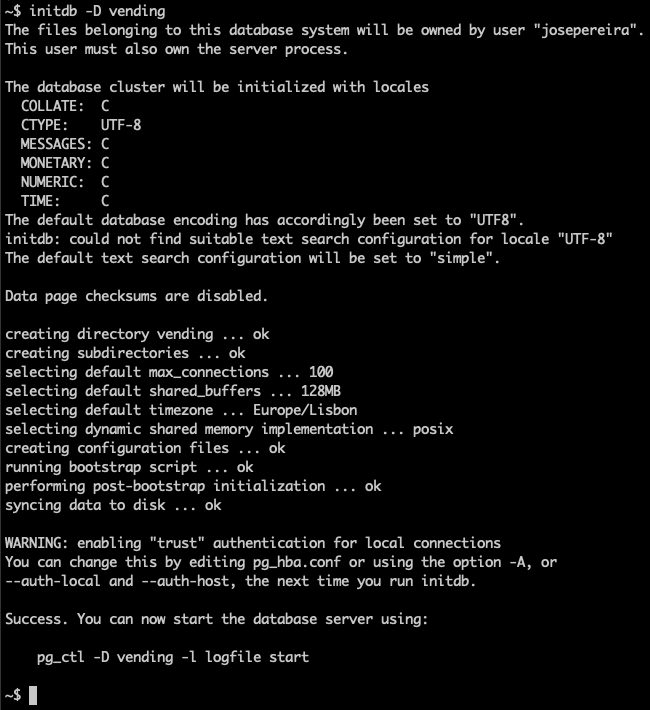 ~$ initdb -D vending
The files belonging to this database system will be owned by user "josepereira".
This user must also own the server process.

The database cluster will be initialized with locales
  COLLATE:  C
  CTYPE:    UTF-8
  MESSAGES: C
  MONETARY: C
  NUMERIC:  C
  TIME:     C
The default database encoding has accordingly been set to "UTF8".
initdb: could not find suitable text search configuration for locale "UTF-8"
The default text search configuration will be set to "simple".

Data page checksums are disabled.

creating directory vending ... ok
creating subdirectories ... ok
selecting default max_connections ... 100
selecting default shared_buffers ... 128MB
selecting default timezone ... Europe/Lisbon
selecting dynamic shared memory implementation ... posix
creating configuration files ... ok
running bootstrap script ... ok
performing post-bootstrap initialization ... ok
syncing data to disk ... ok

WARNING: enabling "trust" authentication for local connections
You can change this by editing pg_hba.conf or using the option -A, or
--auth-local and --auth-host, the next time you run initdb.

Success. You can now start the database server using:

    pg_ctl -D vending -l logfile start

~$